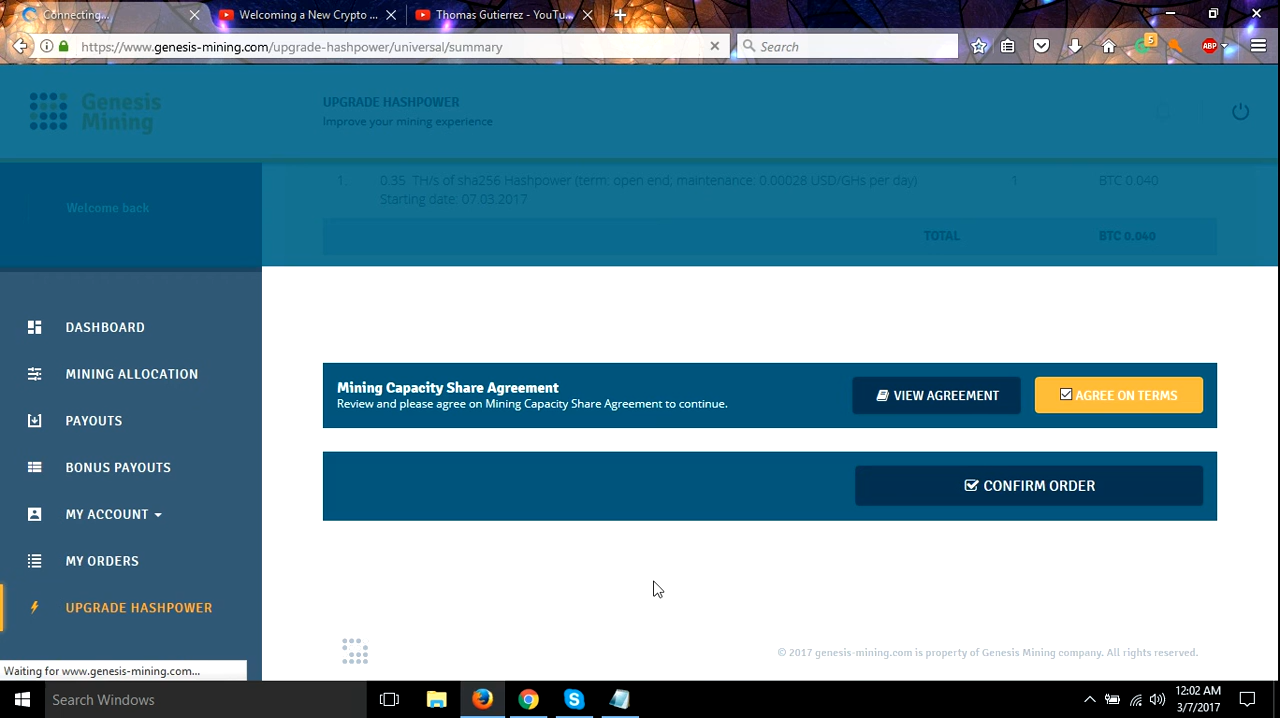 Connecting...
Welcoming a New Crypto ...
Thomas Gutierrez - YouTu...
https://www.genesis-mining.com/upgrade-hashpower/universal/summary
Search
5
ABP
Genesis
Mining
UPGRADE HASHPOWER
Improve your mining experience
Welcome back
1. 0.35 TH/s of sha256 Hashpower (term: open end; maintenance: 0.00028 USD/GHs per day) 1 BTC 0.040
Starting date: 07.03.2017
TOTAL BTC 0.040
DASHBOARD
MINING ALLOCATION
PAYOUTS
BONUS PAYOUTS
MY ACCOUNT
MY ORDERS
UPGRADE HASHPOWER
Mining Capacity Share Agreement
Review and please agree on Mining Capacity Share Agreement to continue.
VIEW AGREEMENT
AGREE ON TERMS
CONFIRM ORDER
© 2017 genesis-mining.com is property of Genesis Mining company. All rights reserved.
Waiting for www.genesis-mining.com...
Search Windows
12:02 AM
3/7/2017